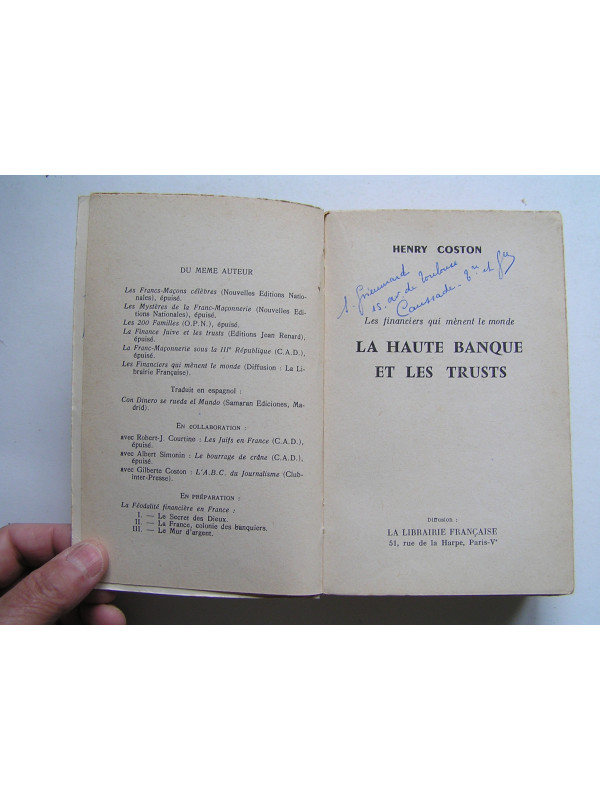 DU MEME AUTEUR
Les Francs-Maçons célèbres (Nouvelles Editions Natio-
nales), épuisé.
Les Mystères de la Franc-Maçonnerie (Nouvelles Edi-
tions Nationales), épuisé.
Les 200 Familles (O.P.N.), épuisé.
La Finance Juive et les trusts (Editions Jean Renard),
épuisé.
La Franc-Maçonnerie sous la IIIe République (C.A.D.),
épuisé.
Les Financiers qui mènent le monde (Diffusion : La Li-
brairie Française).
Traduit en espagnol :
Con Dinero se rueda el Mundo (Samaran Ediciones, Ma-
drid).
EN COLLABORATION :
avec Robert-J. Courtine : Les Juifs en France (C.A.D.),
épuisé.
avec Albert Simonin : Le bourrage de crâne (C.A.D.),
épuisé.
avec Gilberte Coston : L'A.B.C. du Journalisme (Club-
inter-Presse).
EN PRÉPARATION :
La Féodalité financière en France :
I. — Le Secret des Dieux.
II. — La France, colonie des banquiers.
III. — Le Mur d'argent.
HENRY COSTON
15. av. de Toulouse
Caussade. Tn et Gne
Les financiers qui mènent le monde
LA HAUTE BANQUE
ET LES TRUSTS
Diffusion :
LA LIBRAIRIE FRANÇAISE
51, rue de la Harpe, Paris-Ve